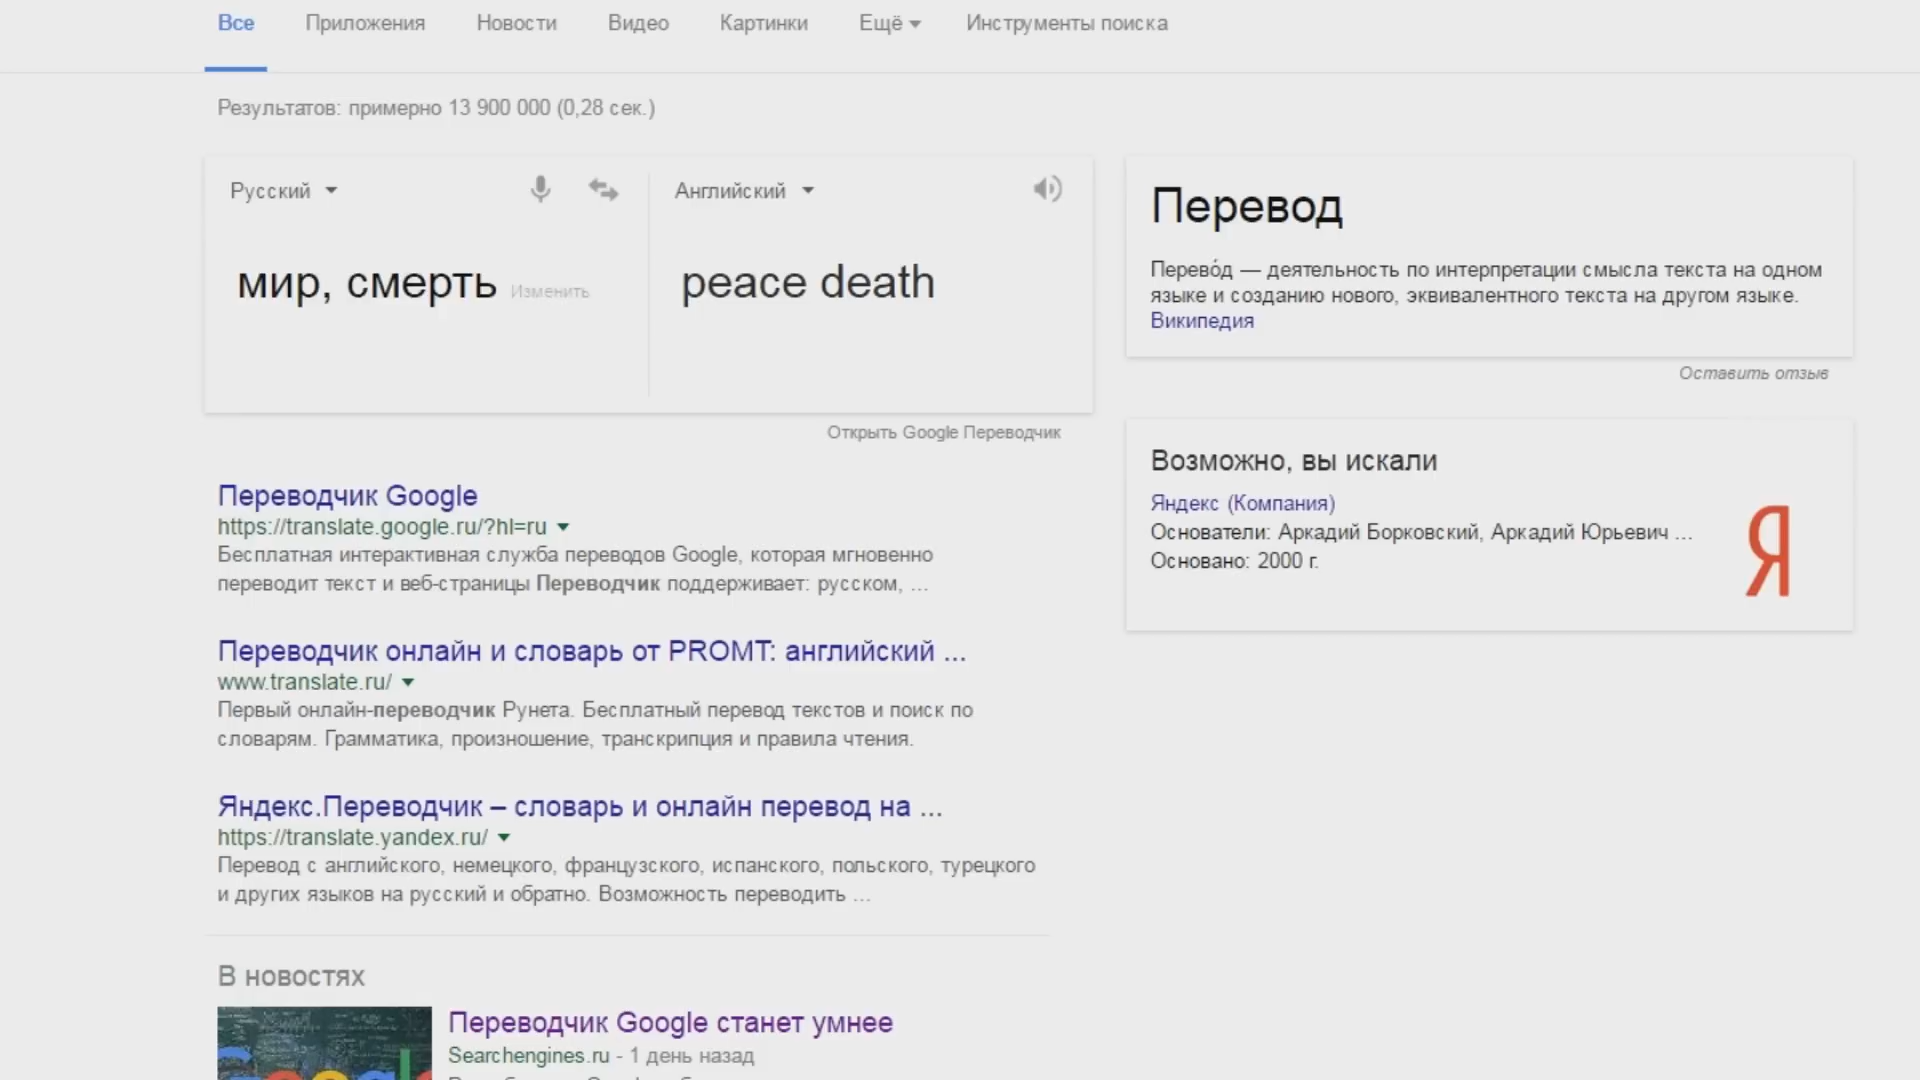 Все Приложения Новости Видео Картинки Ещё Инструменты поиска
Результатов: примерно 13 900 000 (0,28 сек.)
Русский Английский
мир, смерть Изменить peace death
Открыть Google Переводчик
Переводчик Google
https://translate.google.ru/?hl=ru
Бесплатная интерактивная служба переводов Google, которая мгновенно
переводит текст и веб-страницы Переводчик поддерживает: русском, ...
Переводчик онлайн и словарь от PROMT: английский ...
www.translate.ru/
Первый онлайн-переводчик Рунета. Бесплатный перевод текстов и поиск по
словарям. Грамматика, произношение, транскрипция и правила чтения.
Яндекс.Переводчик – словарь и онлайн перевод на ...
https://translate.yandex.ru/
Перевод с английского, немецкого, французского, испанского, польского, турецкого
и других языков на русский и обратно. Возможность переводить ...
В новостях
Переводчик Google станет умнее
Searchengines.ru - 1 день назад
Перевод
Перево́д — деятельность по интерпретации смысла текста на одном
языке и созданию нового, эквивалентного текста на другом языке.
Википедия
Оставить отзыв
Возможно, вы искали
Яндекс (Компания)
Основатели: Аркадий Борковский, Аркадий Юрьевич ...
Основано: 2000 г.
Я